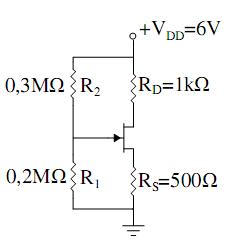 +V_DD=6V
0,3MΩ R₂ R_D=1kΩ
0,2MΩ R₁ R_S=500Ω